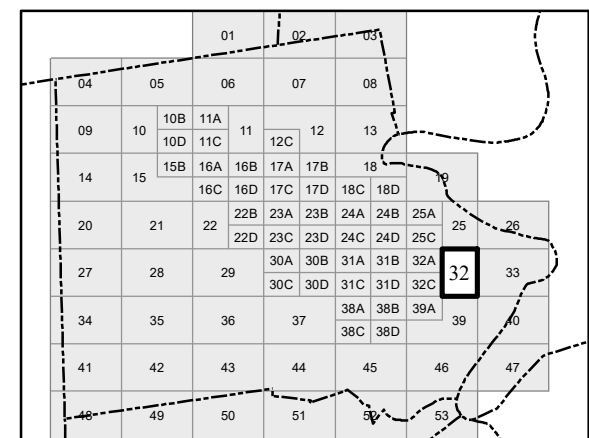 01 02 03
04 05 06 07 08
10B 11A
09 10 11 12 13
10D 11C 12C
15B 16A 16B 17A 17B 18
14 15 19
16C 16D 17C 17D 18C 18D
22B 23A 23B 24A 24B 25A
20 21 22 25 26
22D 23C 23D 24C 24D 25C
30A 30B 31A 31B 32A
27 28 29 32 33
30C 30D 31C 31D 32C
38A 38B 39A
34 35 36 37 39 40
38C 38D
41 42 43 44 45 46 47
48 49 50 51 52 53